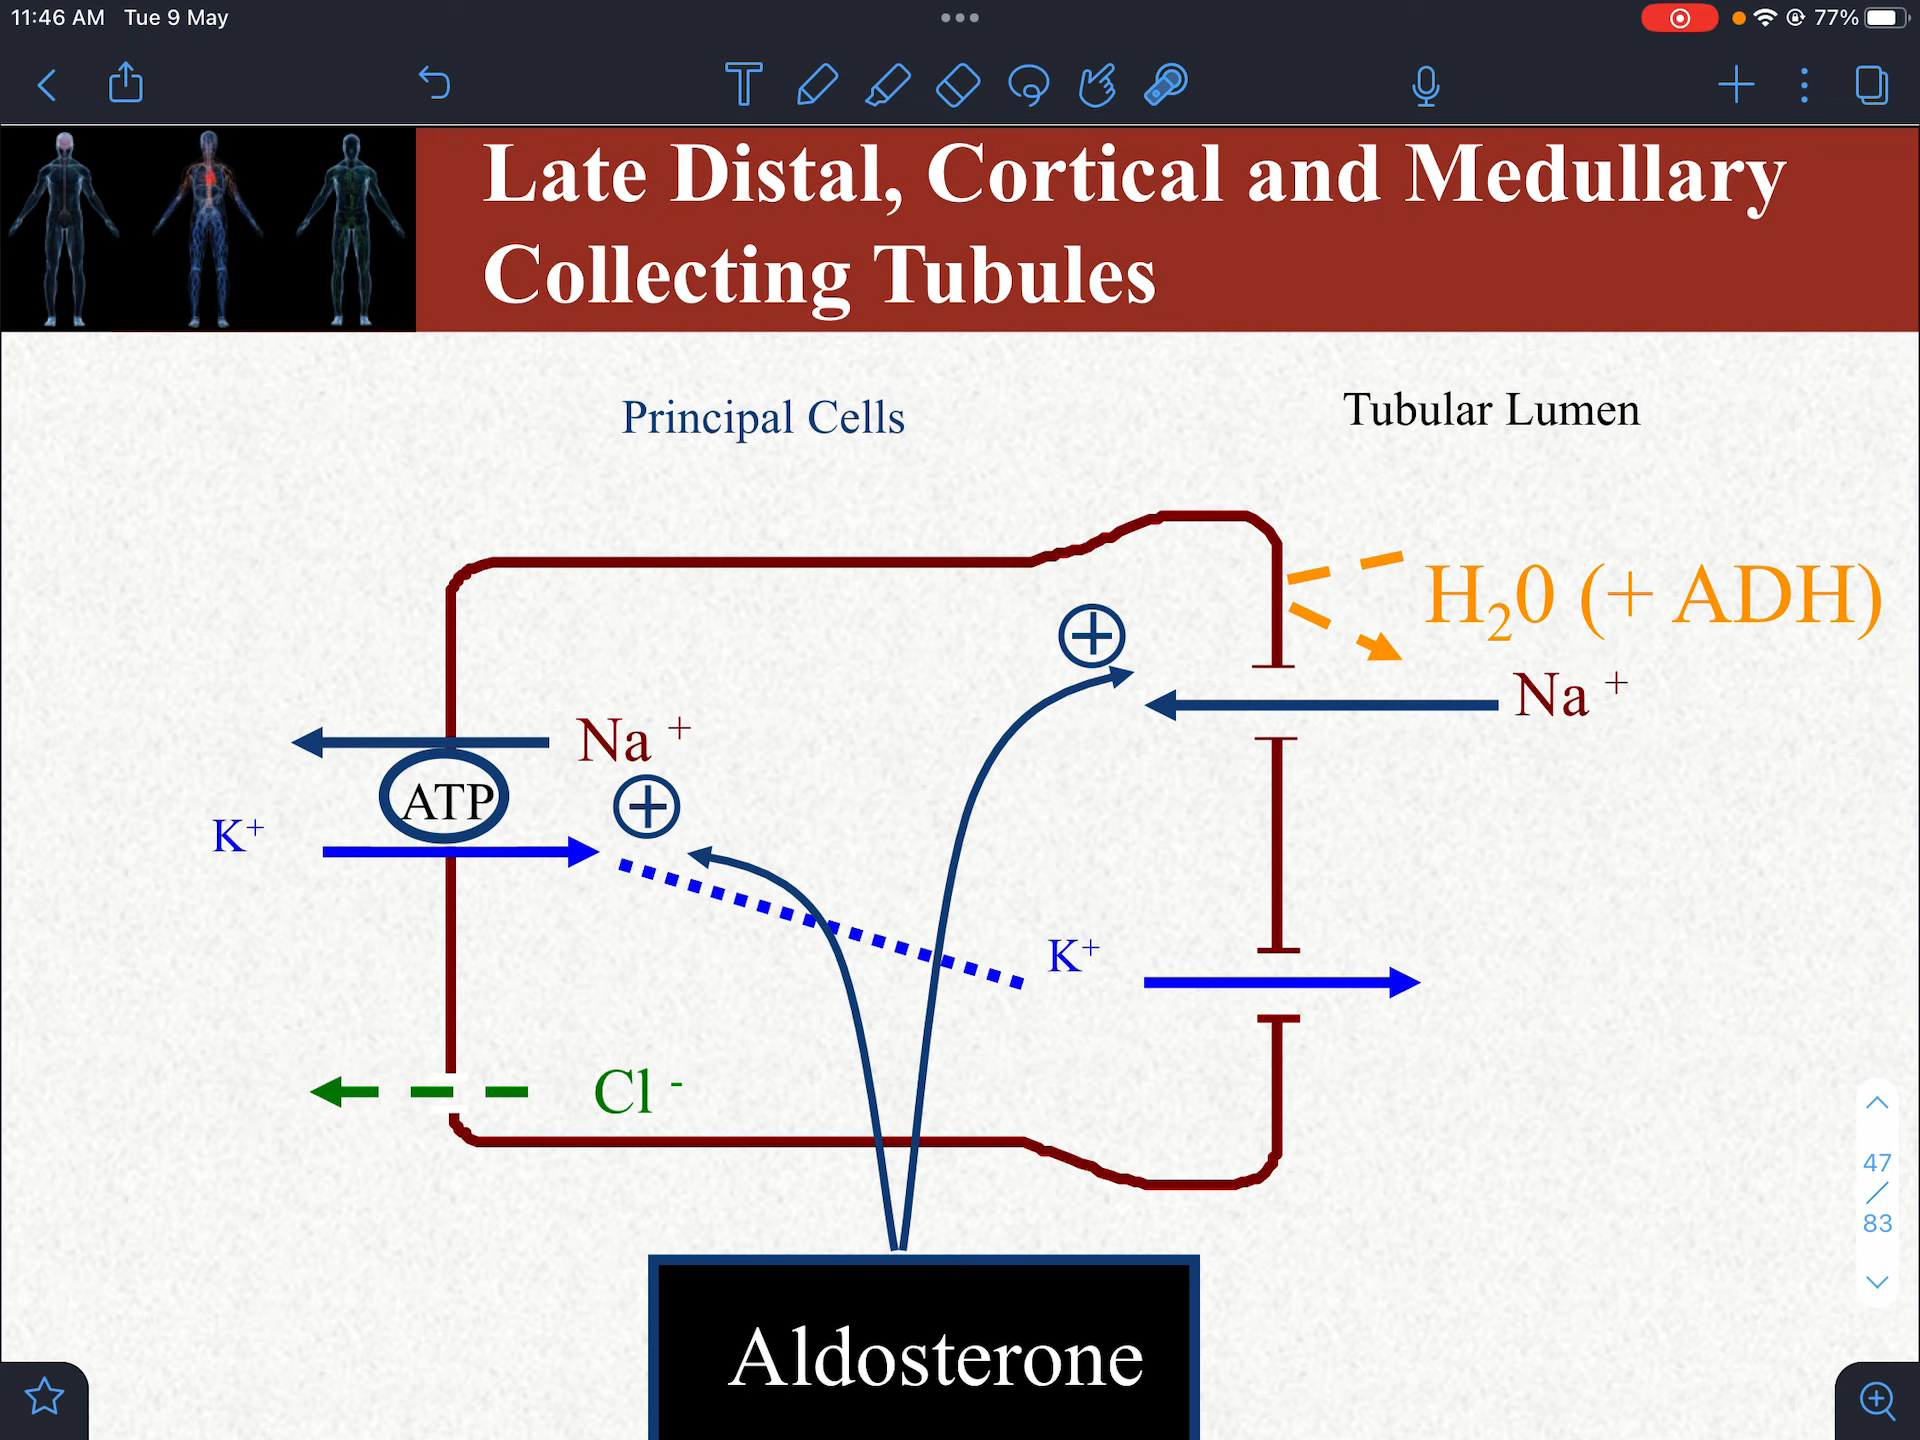 11:46 AM Tue 9 May
77%
Late Distal, Cortical and Medullary
Collecting Tubules
Principal Cells
Tubular Lumen
H₂0 (+ ADH)
Na +
Na +
ATP
K+
K+
Cl -
47
/
83
Aldosterone